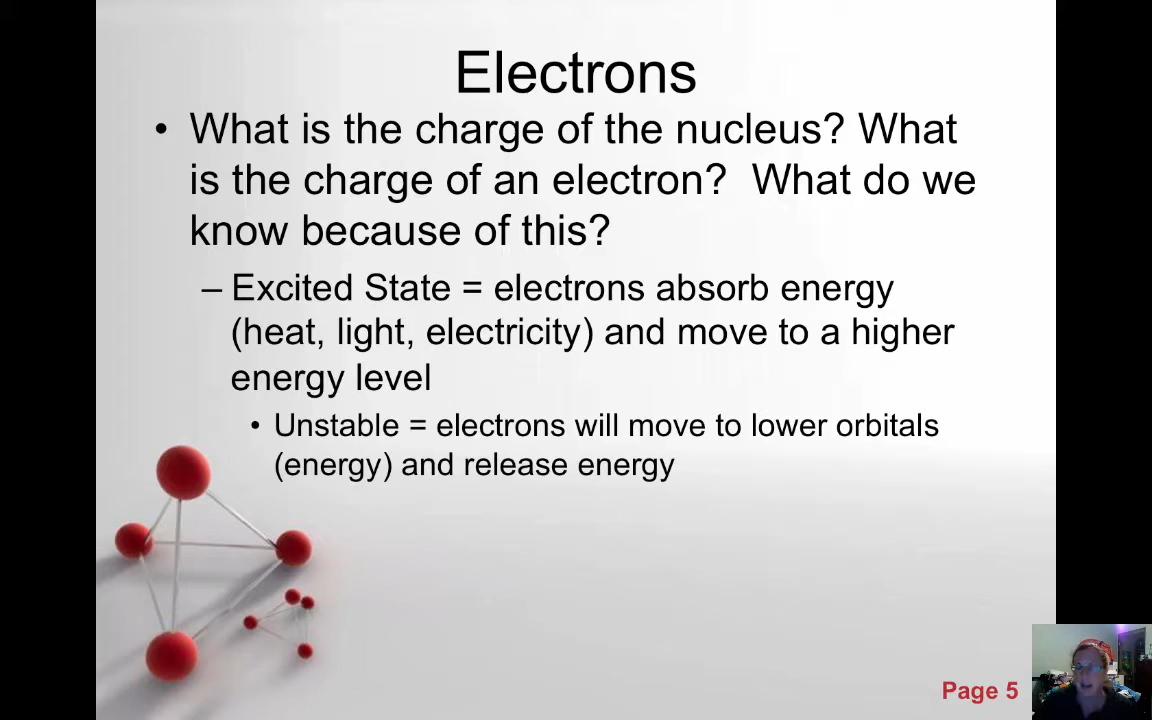 Electrons
• What is the charge of the nucleus? What
is the charge of an electron?  What do we
know because of this?
– Excited State = electrons absorb energy
(heat, light, electricity) and move to a higher
energy level
• Unstable = electrons will move to lower orbitals
(energy) and release energy
Page 5